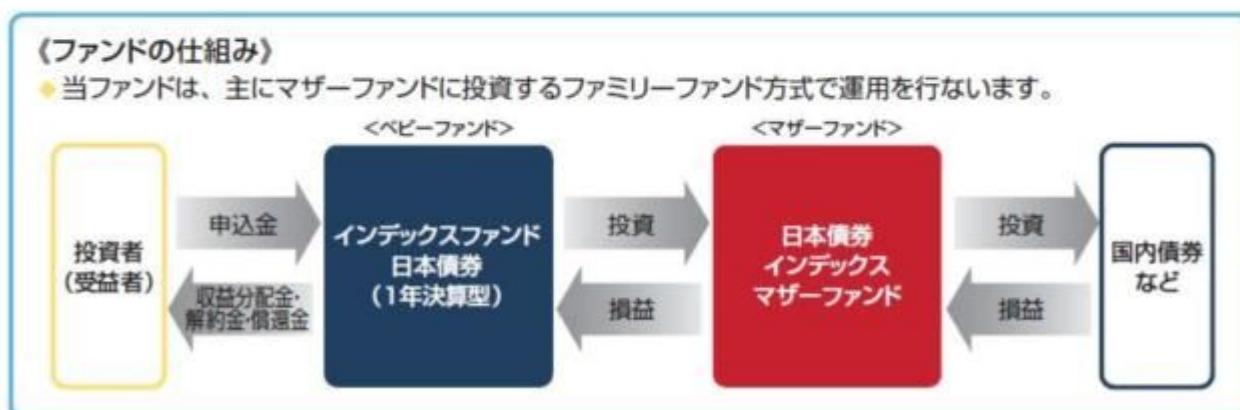 《ファンドの仕組み》
◆当ファンドは、主にマザーファンドに投資するファミリーファンド方式で運用を行ないます。
<ベビーファンド>
<マザーファンド>
投資者
(受益者)
申込金
収益分配金・
解約金・償還金
インデックスファンド
日本債券
(1年決算型)
投資
損益
日本債券
インデックス
マザーファンド
投資
損益
国内債券
など